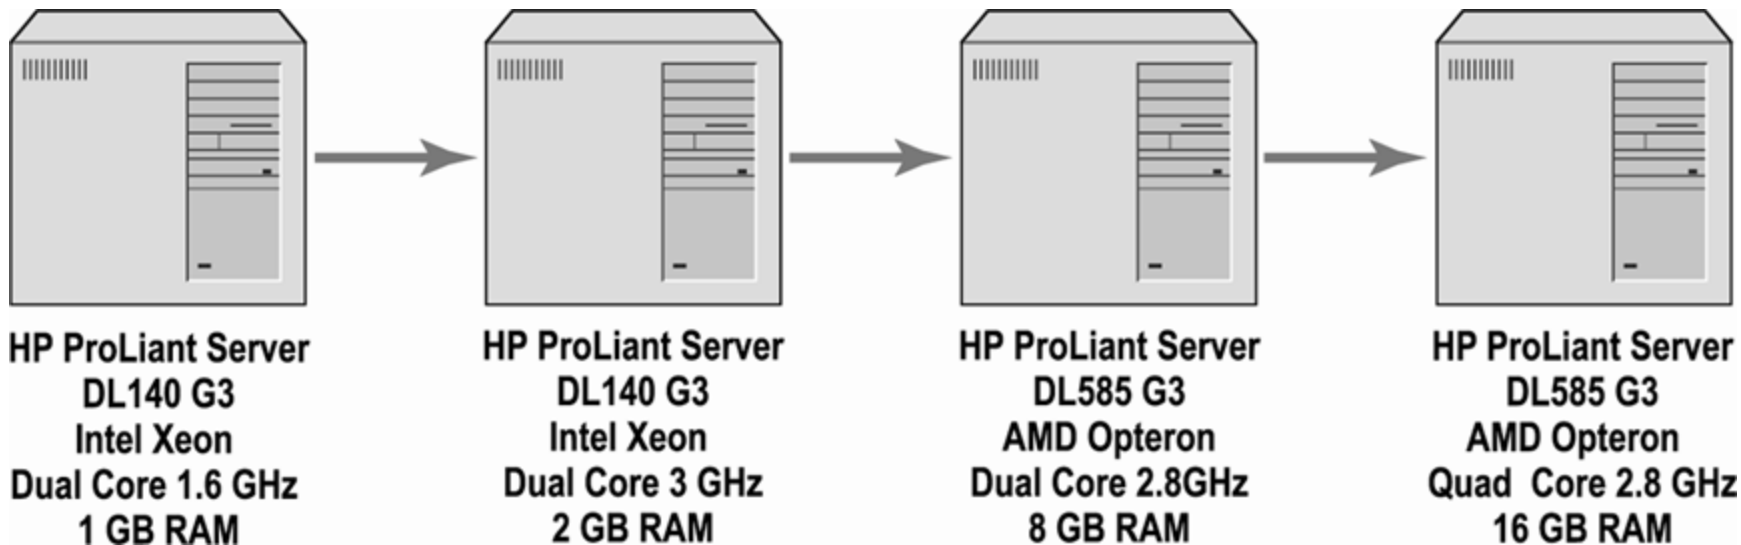 HP ProLiant Server
DL140 G3
Intel Xeon
Dual Core 1.6 GHz
1 GB RAM
HP ProLiant Server
DL140 G3
Intel Xeon
Dual Core 3 GHz
2 GB RAM
HP ProLiant Server
DL585 G3
AMD Opteron
Dual Core 2.8GHz
8 GB RAM
HP ProLiant Server
DL585 G3
AMD Opteron
Quad Core 2.8 GHz
16 GB RAM